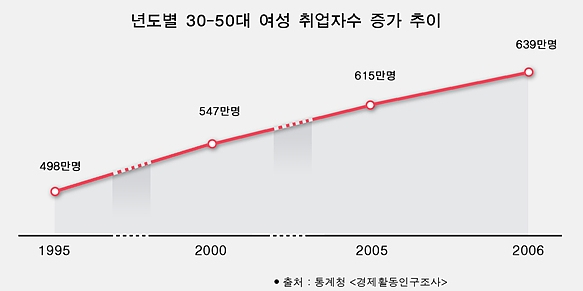 년도별 30-50대 여성 취업자수 증가 추이
639만명
615만명
547만명
498만명
1995 2000 2005 2006
● 출처 : 통계청 <경제활동인구조사>